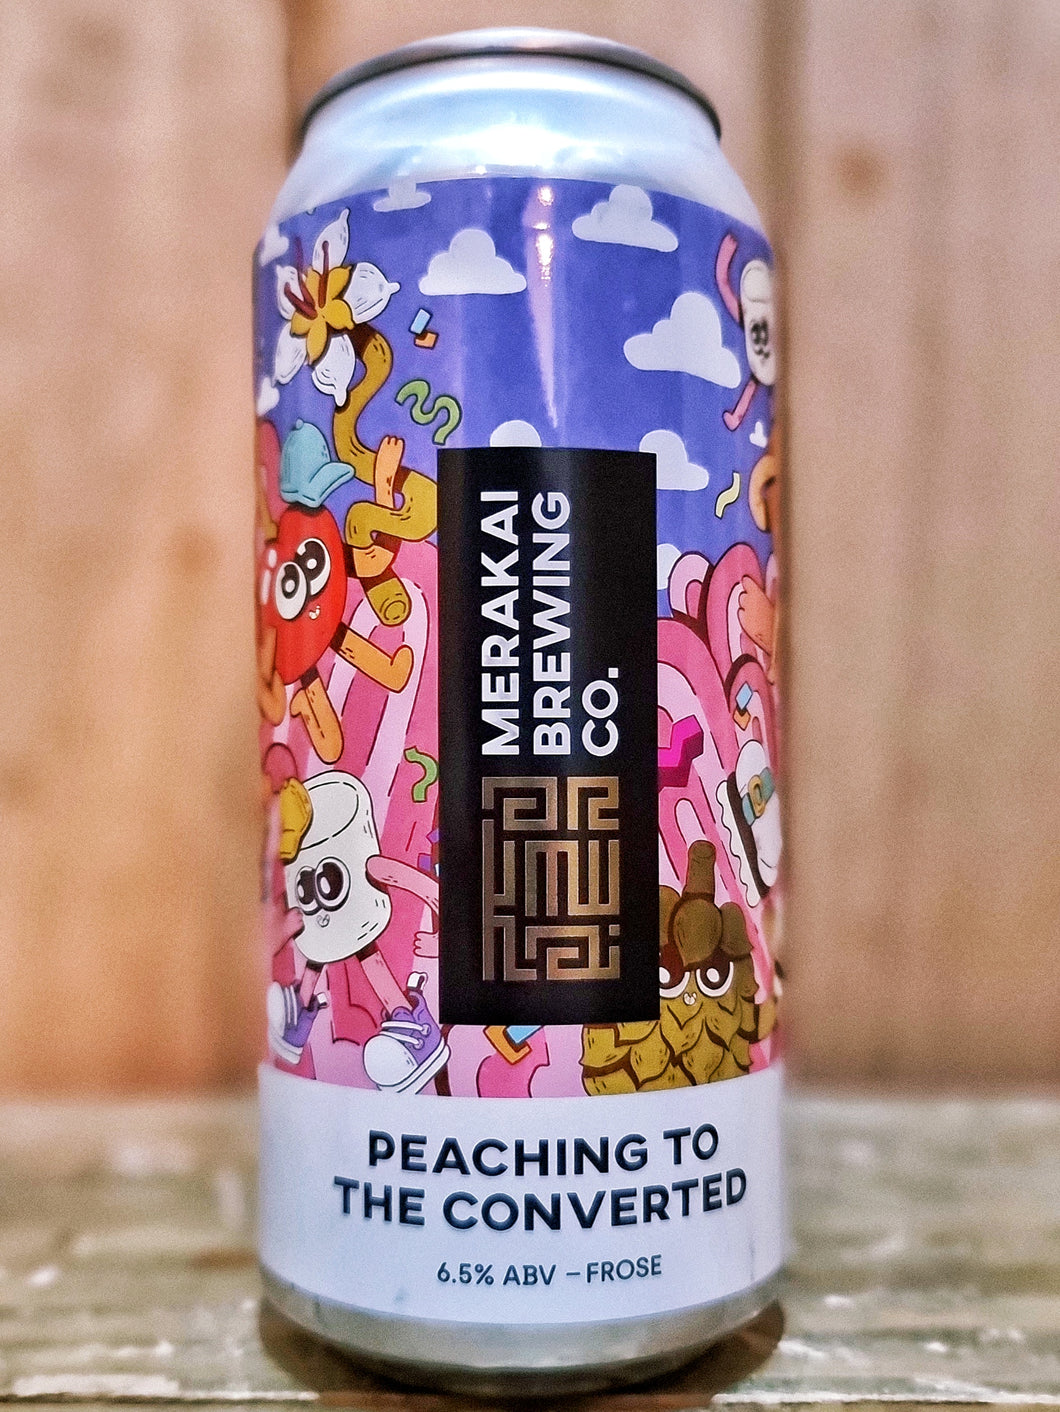 MERAKAI
BREWING
CO.
PEACHING TO
THE CONVERTED
6.5% ABV – FROSE